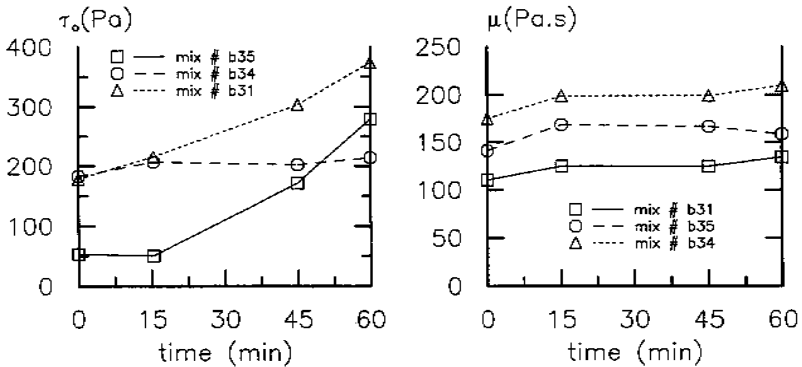 τₒ(Pa)
400
300
200
100
0
mix # b35
mix # b34
mix # b31
0 15 30 45 60
time (min)
μ(Pa.s)
250
200
150
100
50
0
mix # b31
mix # b35
mix # b34
0 15 30 45 60
time (min)